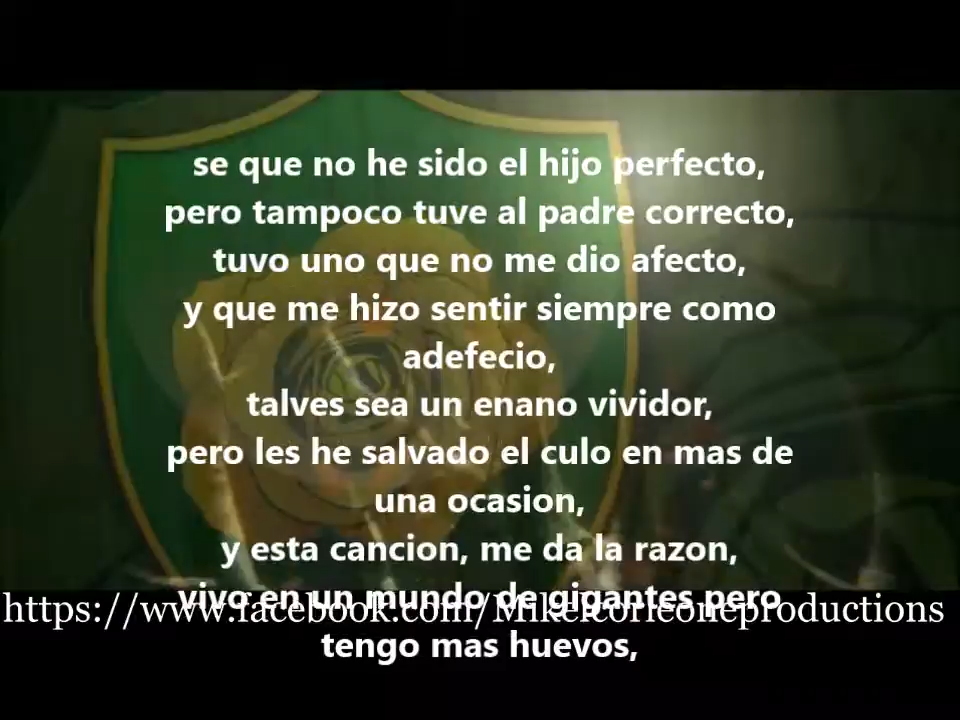 se que no he sido el hijo perfecto,
pero tampoco tuve al padre correcto,
tuvo uno que no me dio afecto,
y que me hizo sentir siempre como
adefecio,
talves sea un enano vividor,
pero les he salvado el culo en mas de
una ocasion,
y esta cancion, me da la razon,
vivo en un mundo de gigantes pero
https://www.facebook.com/Mikelcorleoneproductions
tengo mas huevos,